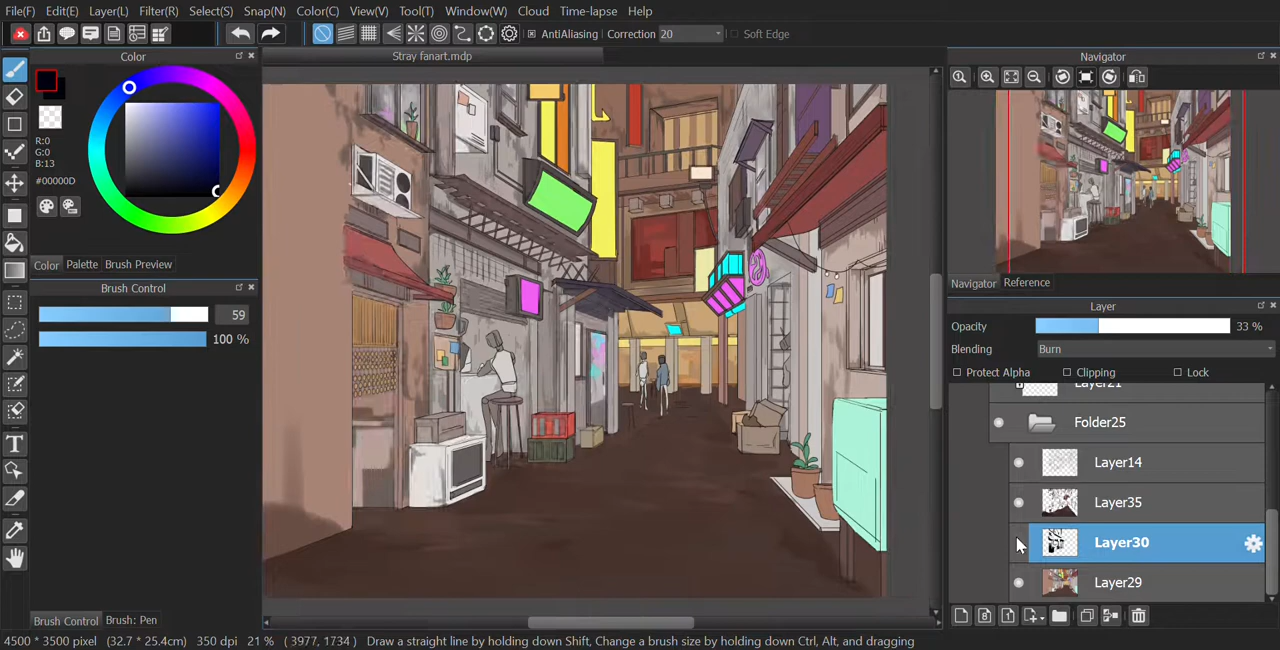 File(F) Edit(E) Layer(L) Filter(R) Select(S) Snap(N) Color(C) View(V) Tool(T) Window(W) Cloud Time-lapse Help
AntiAliasing Correction 20 Soft Edge
Color
Stray fanart.mdp
Navigator
R:0
G:0
B:13
#00000D
Color Palette Brush Preview
Brush Control
59
100 %
Navigator Reference
Layer
Opacity 33 %
Blending Burn
Protect Alpha Clipping Lock
Layer21
Folder25
Layer14
Layer35
Layer30
Layer29
Brush Control Brush: Pen
4500 * 3500 pixel (32.7 * 25.4cm) 350 dpi 21 % ( 3977, 1734 ) Draw a straight line by holding down Shift, Change a brush size by holding down Ctrl, Alt, and dragging